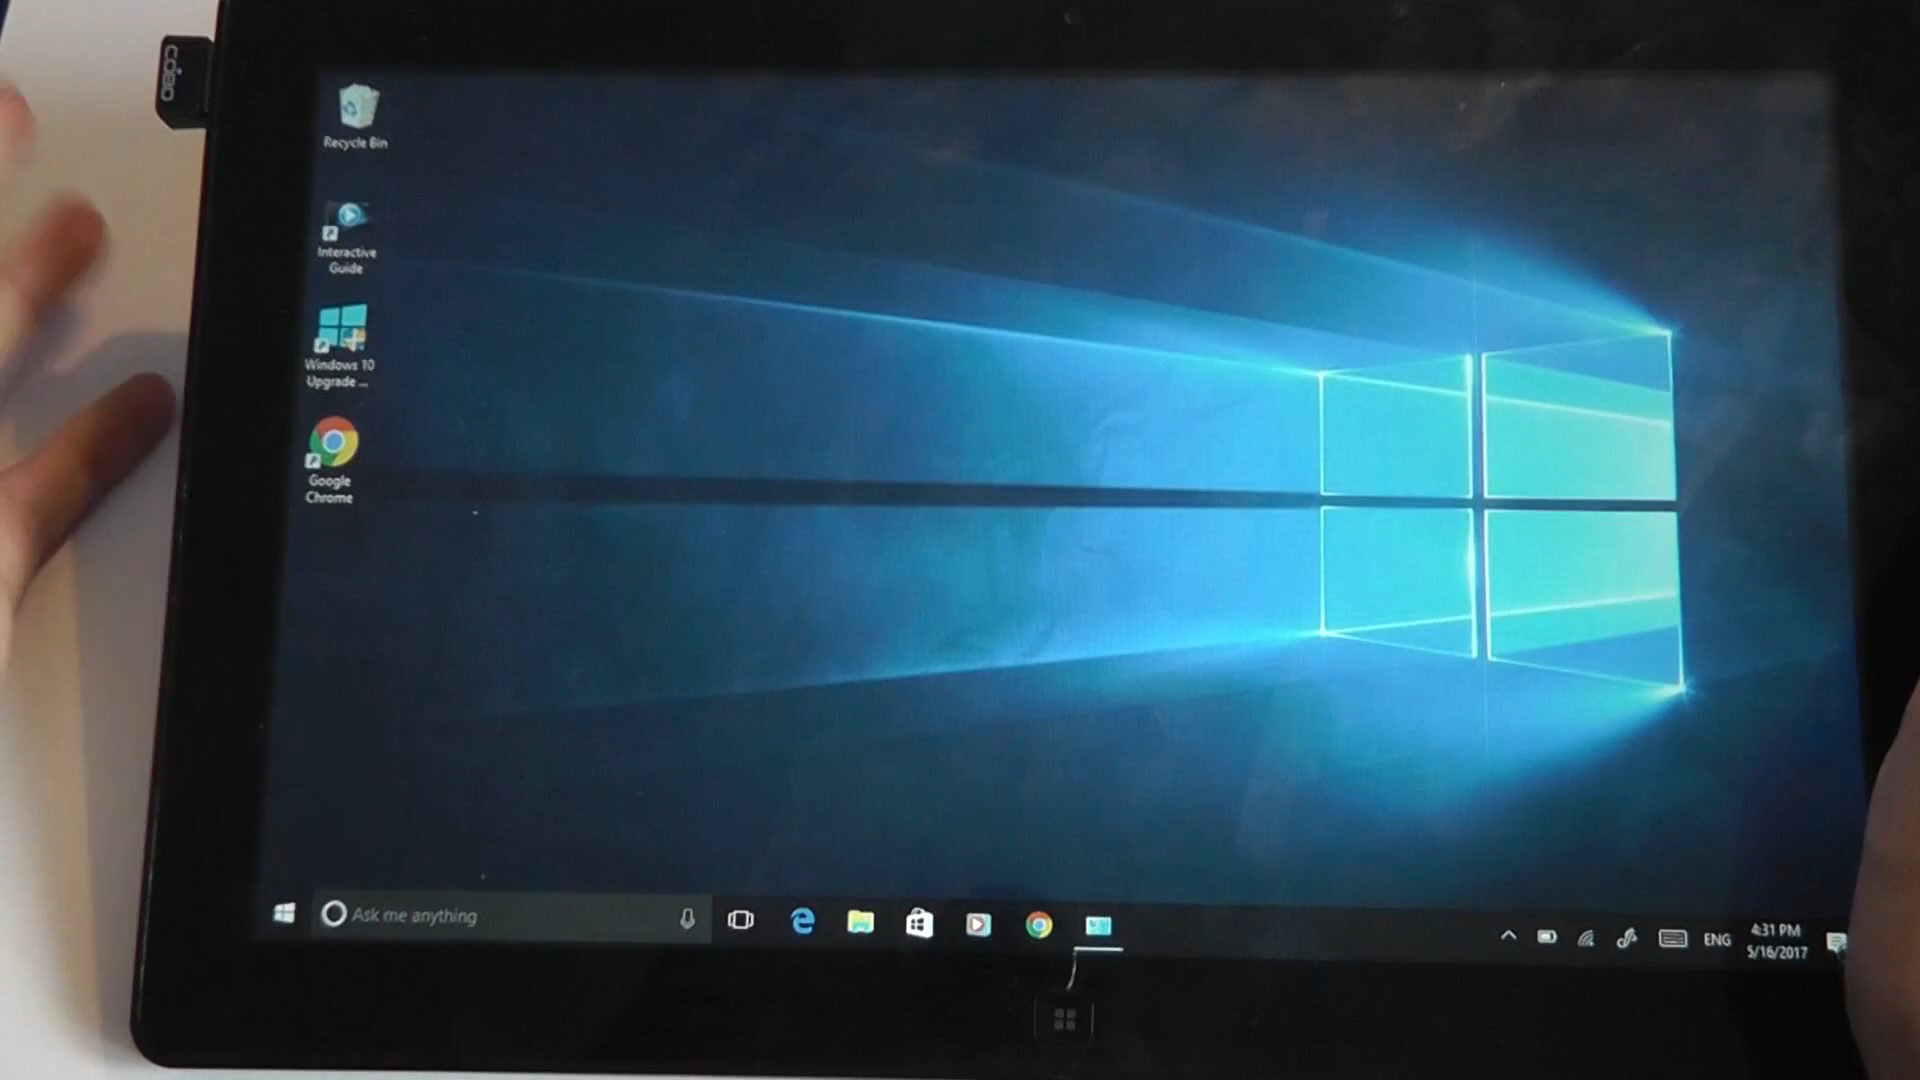 Recycle Bin
Interactive
Guide
Windows 10
Upgrade ...
Google
Chrome
Ask me anything
ENG
4:31 PM
5/16/2017